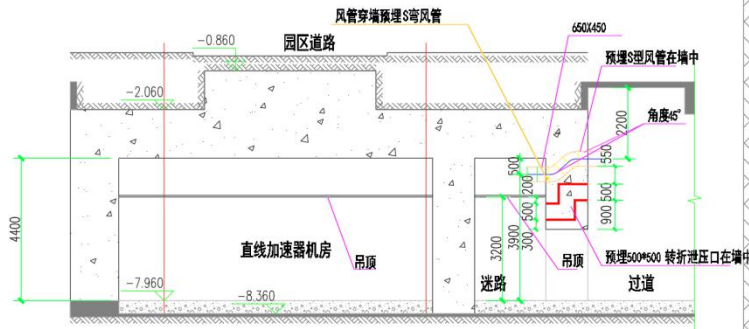 风管穿墙预埋S弯风管
650X450
-0.860
园区道路
预埋S型风管在墙中
-2.060
角度45°
2200
500
550
200
500
500
900
300
4400
3200
3900
直线加速器机房
吊顶
吊顶
预埋500*500 转折泄压口在墙中
-7.960
-8.360
迷路
过道